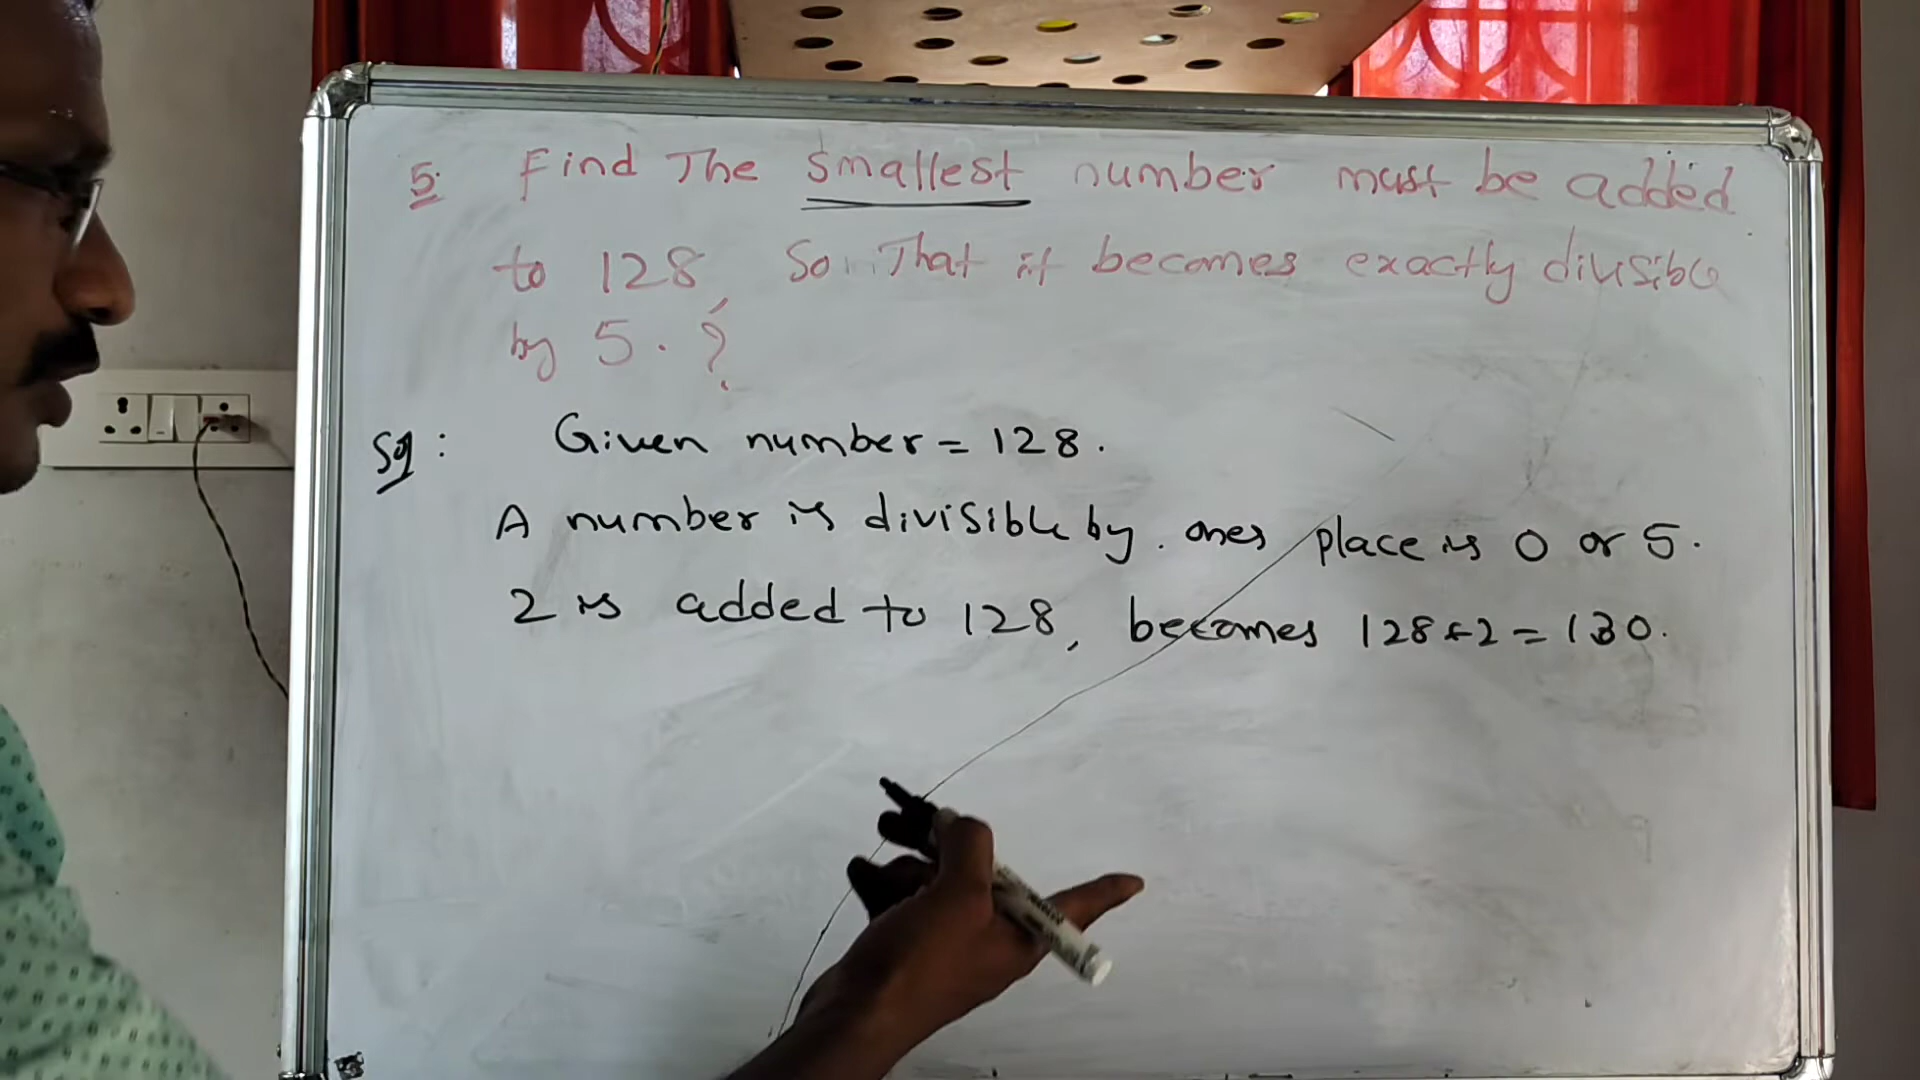 5. Find The smallest number must be added
to 128, So That it becomes exactly divisible
by 5. ?
Sol: Given number = 128.
A number is divisible by. ones place is 0 or 5.
2 is added to 128, becomes 128+2 = 130.